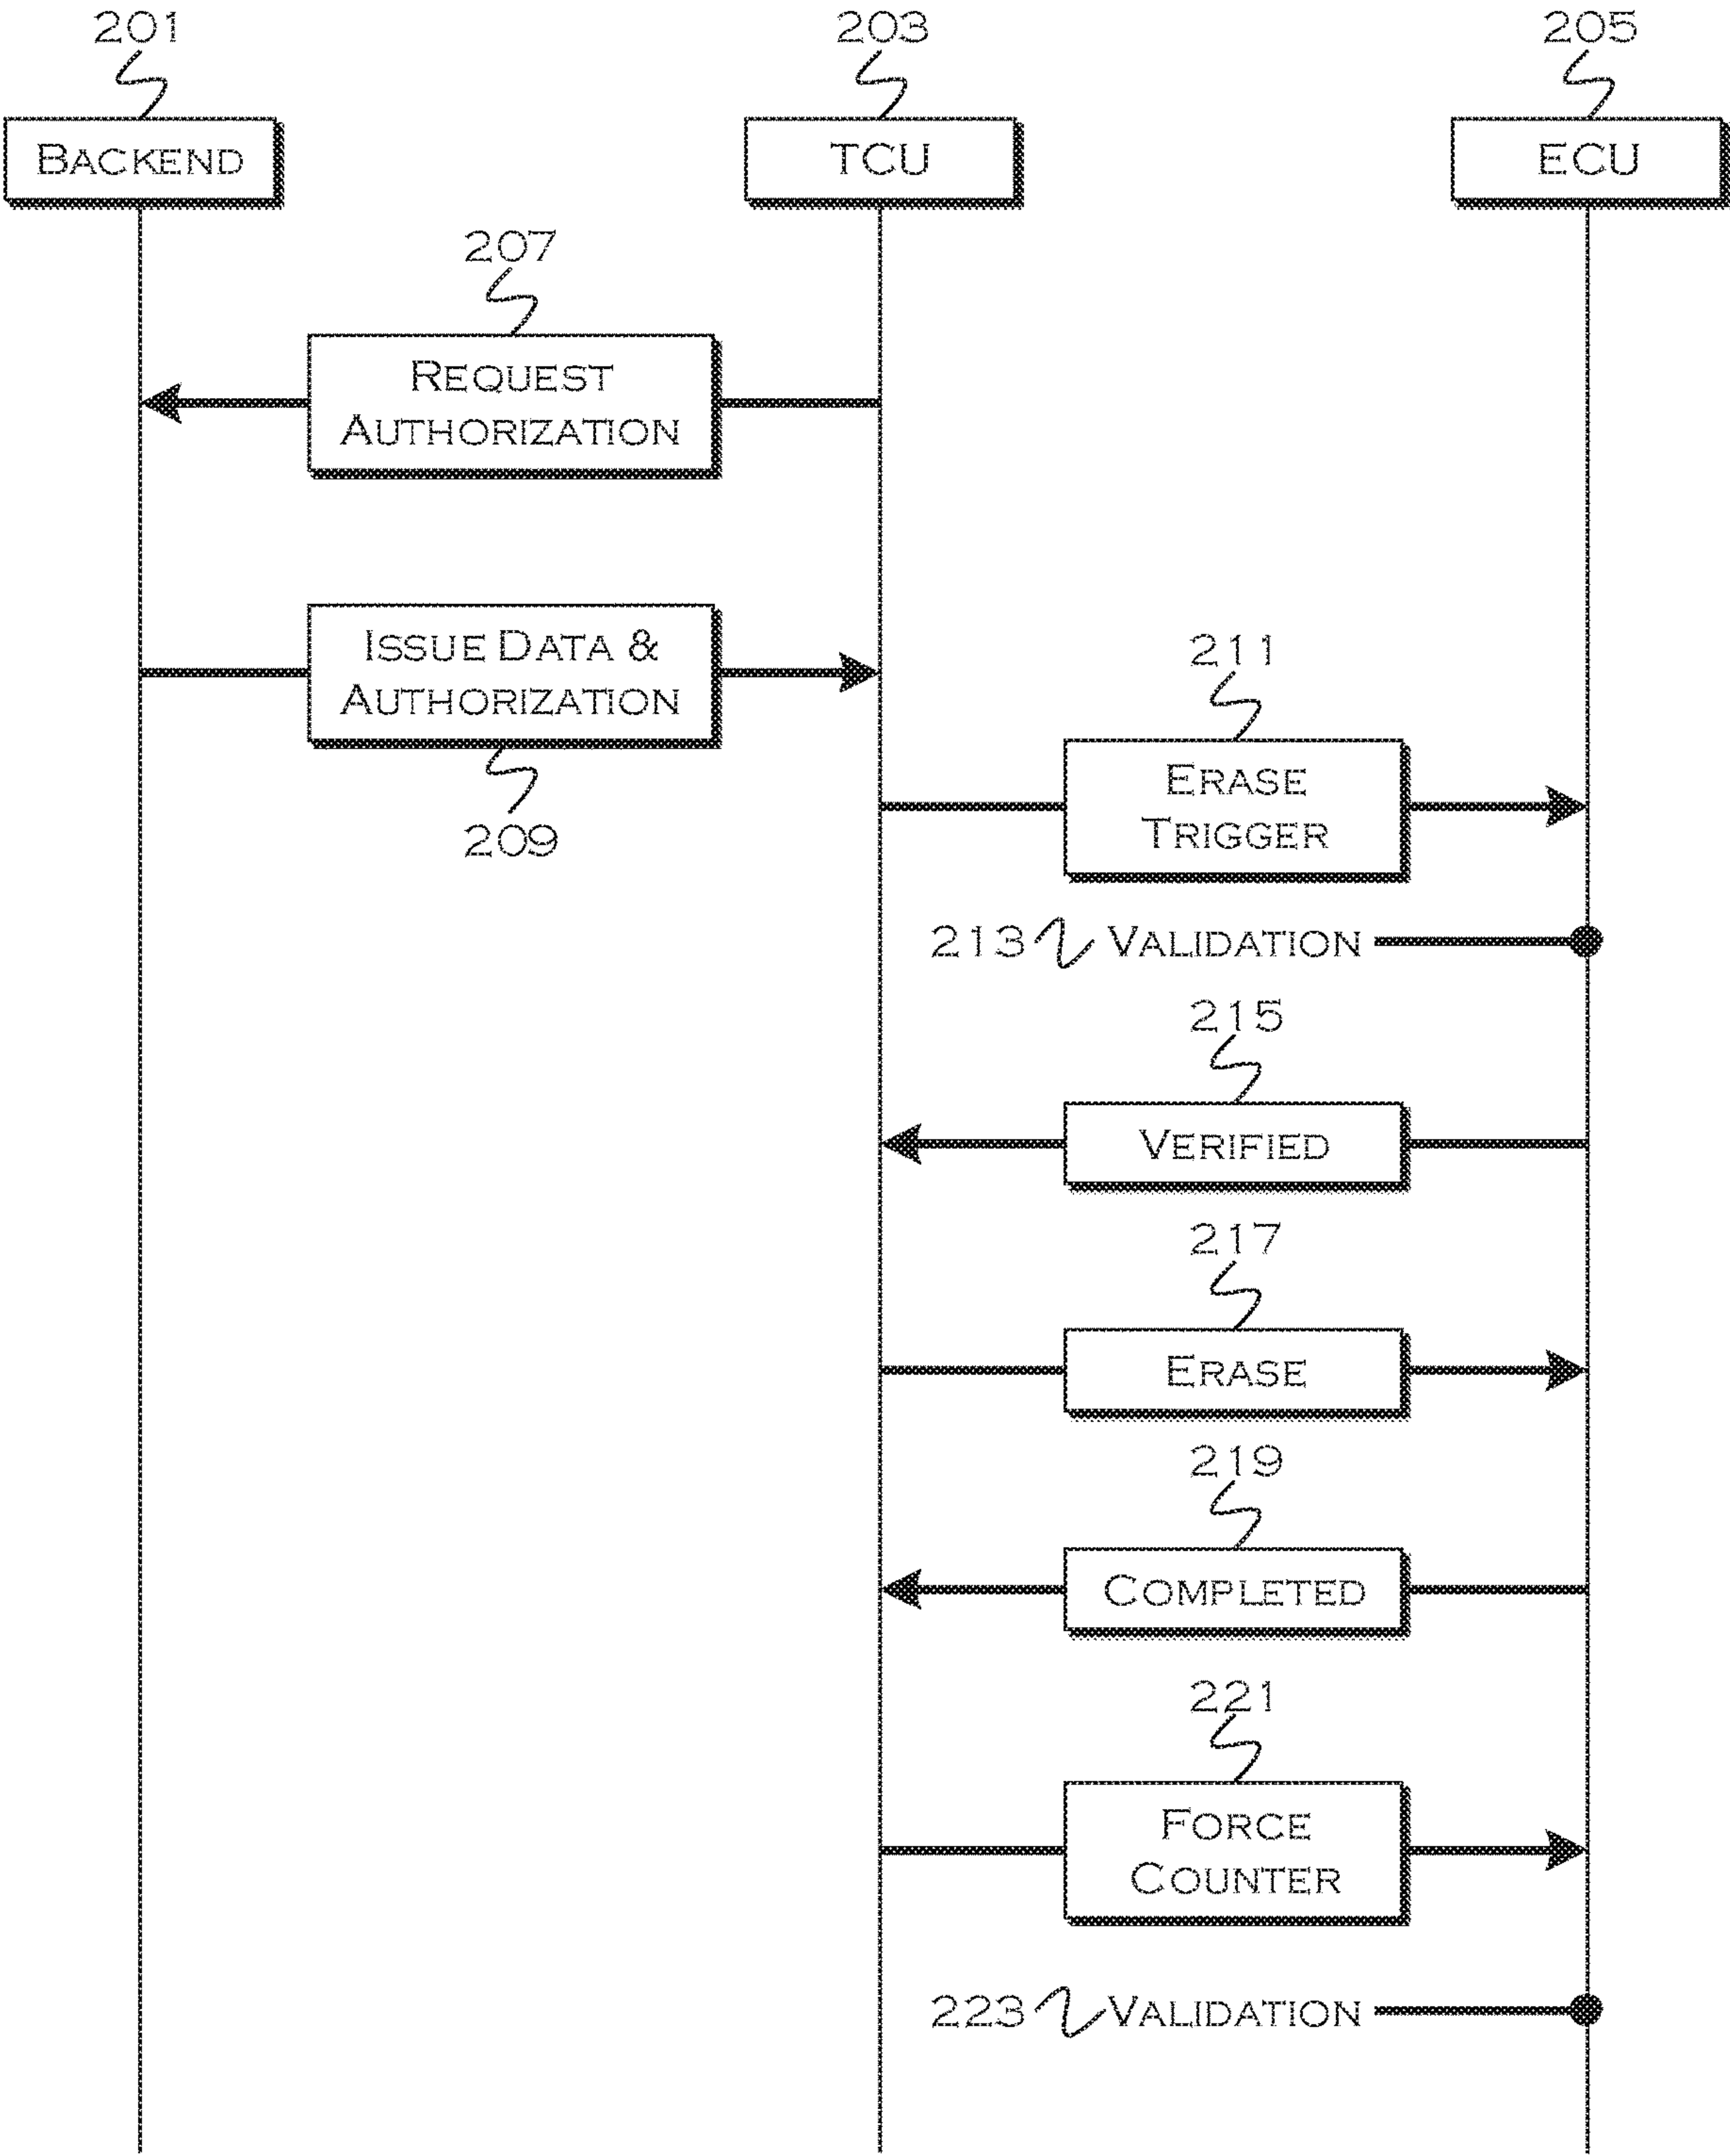 201
203
205
BACKEND
TCU
ECU
207
REQUEST
AUTHORIZATION
ISSUE DATA &
AUTHORIZATION
209
211
ERASE
TRIGGER
213 VALIDATION
215
VERIFIED
217
ERASE
219
COMPLETED
221
FORCE
COUNTER
223 VALIDATION